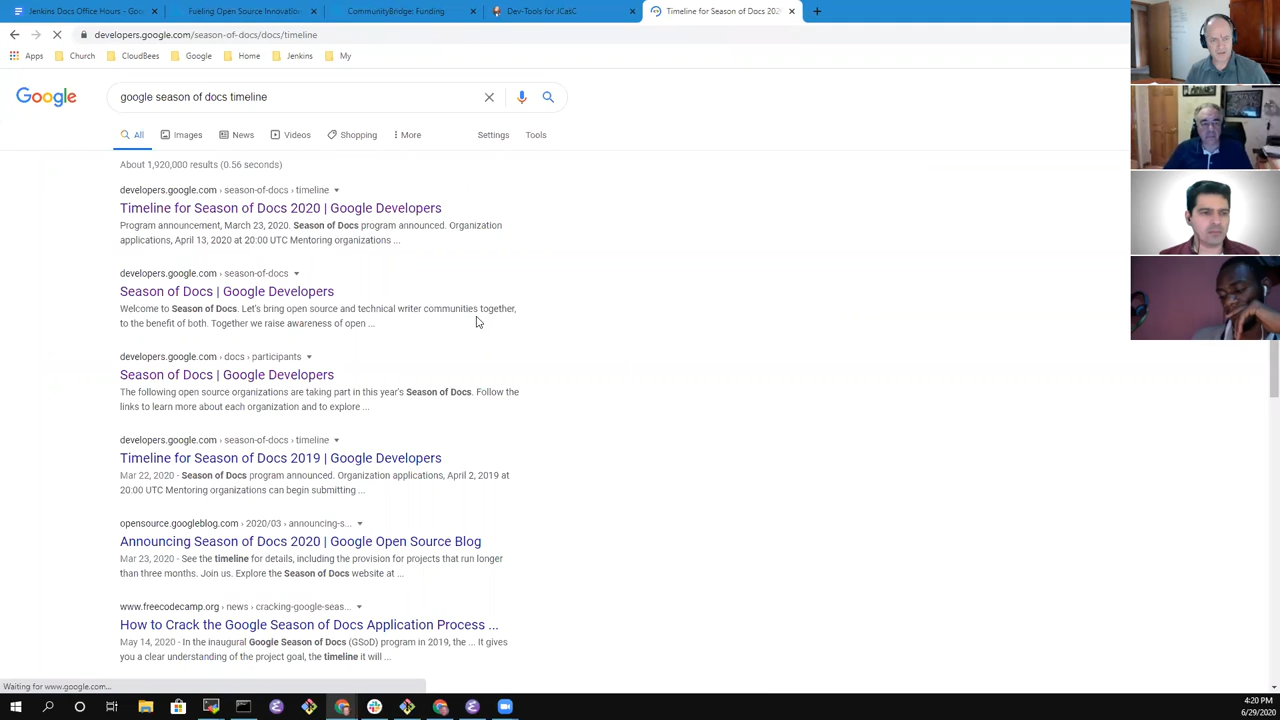 Jenkins Docs Office Hours - Goo
Fueling Open Source Innovation
CommunityBridge: Funding
Dev-Tools for JCasC
Timeline for Season of Docs 202
developers.google.com/season-of-docs/docs/timeline
Apps
Church
CloudBees
Google
Home
Jenkins
My
Google
google season of docs timeline
All
Images
News
Videos
Shopping
More
Settings
Tools
About 1,920,000 results (0.56 seconds)
developers.google.com › season-of-docs › timeline
Timeline for Season of Docs 2020 | Google Developers
Program announcement, March 23, 2020. Season of Docs program announced. Organization
applications, April 13, 2020 at 20:00 UTC Mentoring organizations ...
developers.google.com › season-of-docs
Season of Docs | Google Developers
Welcome to Season of Docs. Let's bring open source and technical writer communities together,
to the benefit of both. Together we raise awareness of open ...
developers.google.com › docs › participants
Season of Docs | Google Developers
The following open source organizations are taking part in this year's Season of Docs. Follow the
links to learn more about each organization and to explore ...
developers.google.com › season-of-docs › timeline
Timeline for Season of Docs 2019 | Google Developers
Mar 22, 2020 - Season of Docs program announced. Organization applications, April 2, 2019 at
20:00 UTC Mentoring organizations can begin submitting ...
opensource.googleblog.com › 2020/03 › announcing-s...
Announcing Season of Docs 2020 | Google Open Source Blog
Mar 23, 2020 - See the timeline for details, including the provision for projects that run longer
than three months. Join us. Explore the Season of Docs website at ...
www.freecodecamp.org › news › cracking-google-seas...
How to Crack the Google Season of Docs Application Process ...
May 14, 2020 - In the inaugural Google Season of Docs (GSoD) program in 2019, the ... It gives
you a clear understanding of the project goal, the timeline it will ...
Waiting for www.google.com...
4:20 PM
6/29/2020